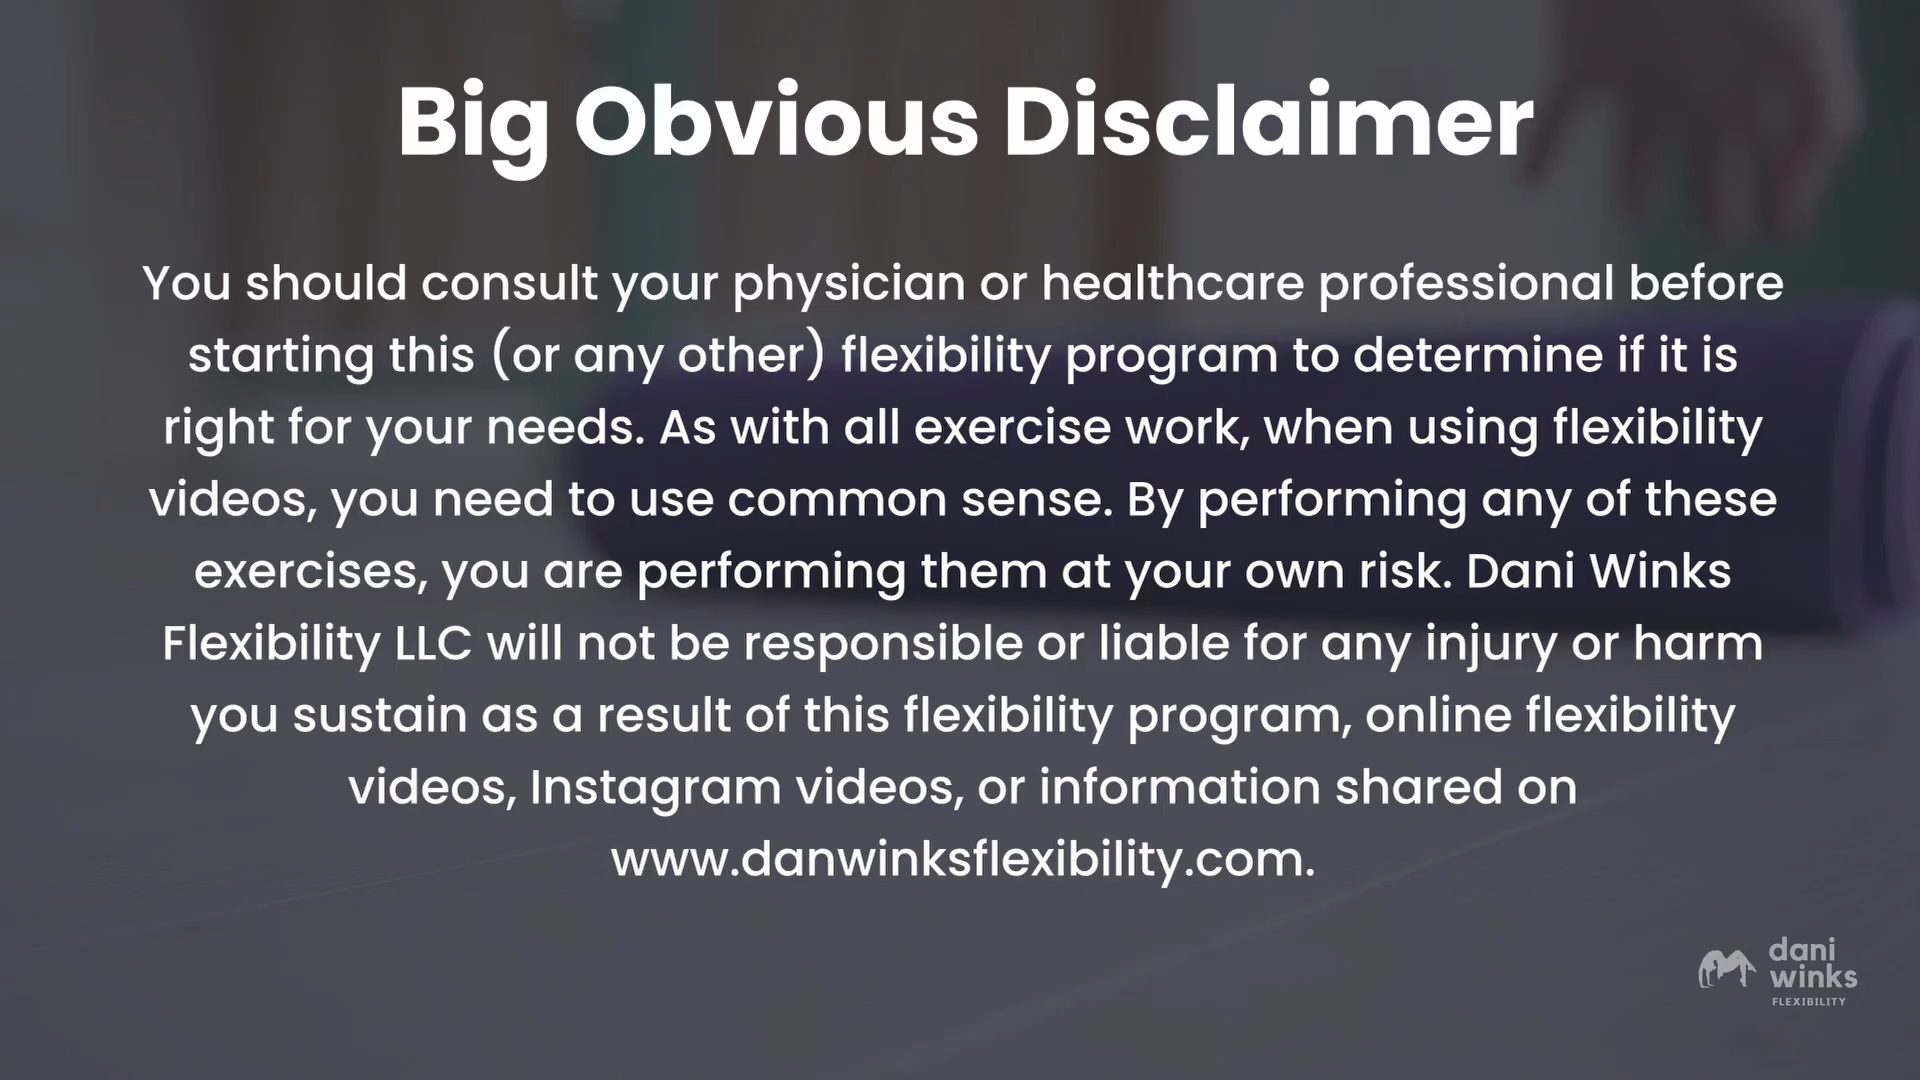 Big Obvious Disclaimer
You should consult your physician or healthcare professional before
starting this (or any other) flexibility program to determine if it is
right for your needs. As with all exercise work, when using flexibility
videos, you need to use common sense. By performing any of these
exercises, you are performing them at your own risk. Dani Winks
Flexibility LLC will not be responsible or liable for any injury or harm
you sustain as a result of this flexibility program, online flexibility
videos, Instagram videos, or information shared on
www.danwinksflexibility.com.
dani
winks
FLEXIBILITY